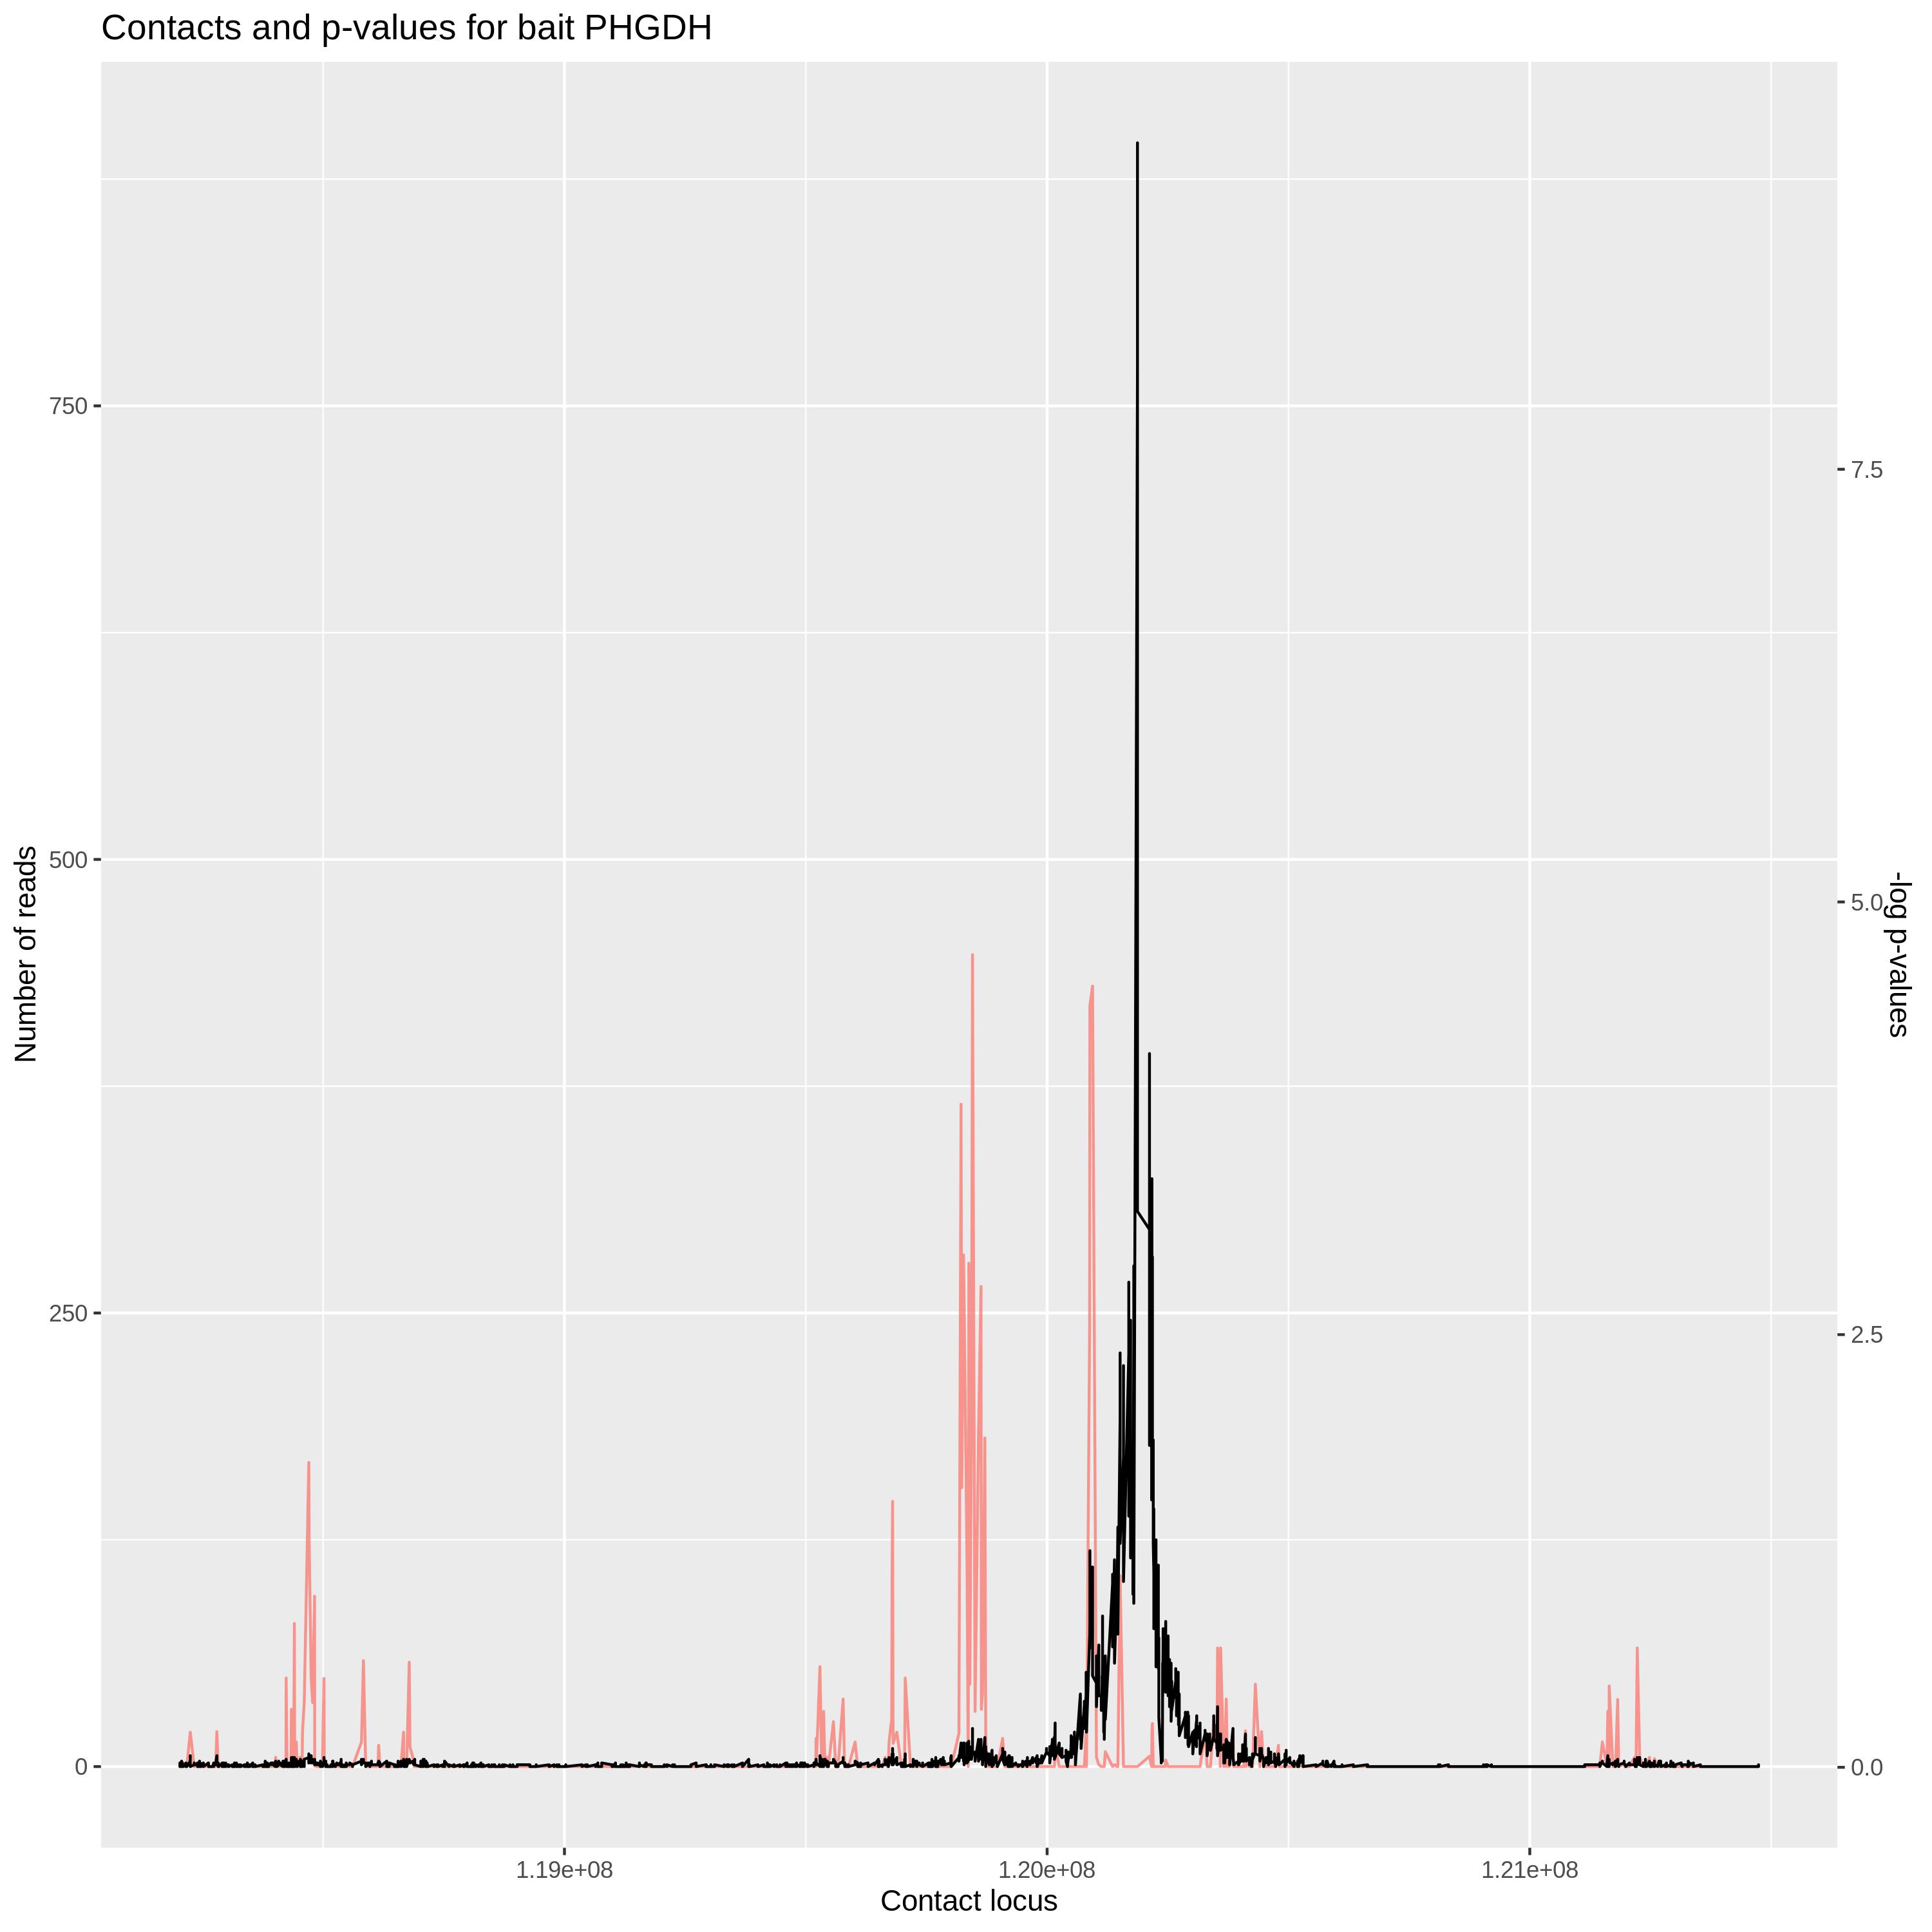 Contacts and p-values for bait PHGDH
750
500
250
0
Number of reads
7.5
5.0
2.5
0.0
-log p-values
1.19e+08
1.20e+08
1.21e+08
Contact locus